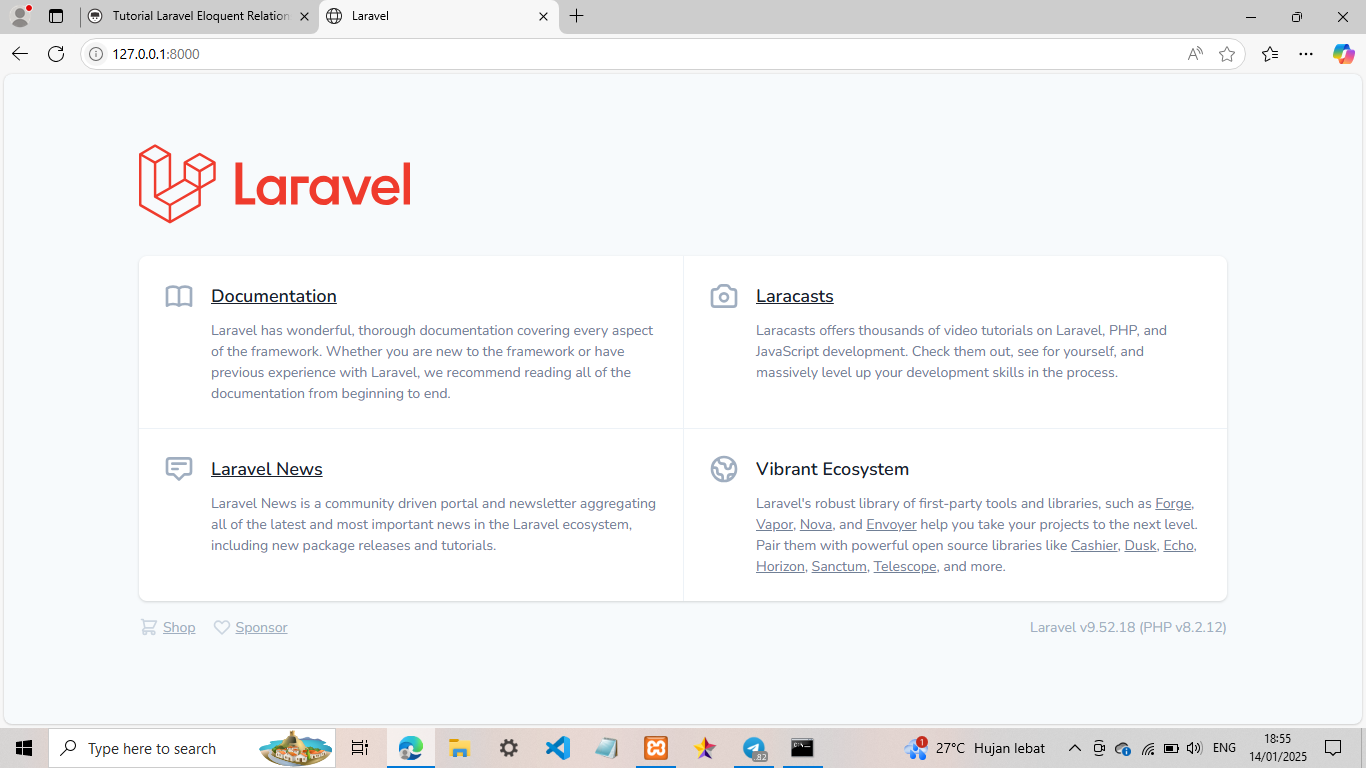 Tutorial Laravel Eloquent Relation
Laravel
127.0.0.1:8000
Laravel
Documentation
Laravel has wonderful, thorough documentation covering every aspect
of the framework. Whether you are new to the framework or have
previous experience with Laravel, we recommend reading all of the
documentation from beginning to end.
Laracasts
Laracasts offers thousands of video tutorials on Laravel, PHP, and
JavaScript development. Check them out, see for yourself, and
massively level up your development skills in the process.
Laravel News
Laravel News is a community driven portal and newsletter aggregating
all of the latest and most important news in the Laravel ecosystem,
including new package releases and tutorials.
Vibrant Ecosystem
Laravel's robust library of first-party tools and libraries, such as Forge,
Vapor, Nova, and Envoyer help you take your projects to the next level.
Pair them with powerful open source libraries like Cashier, Dusk, Echo,
Horizon, Sanctum, Telescope, and more.
Shop
Sponsor
Laravel v9.52.18 (PHP v8.2.12)
Type here to search
.82
1
27°C Hujan lebat
ENG
18:55
14/01/2025